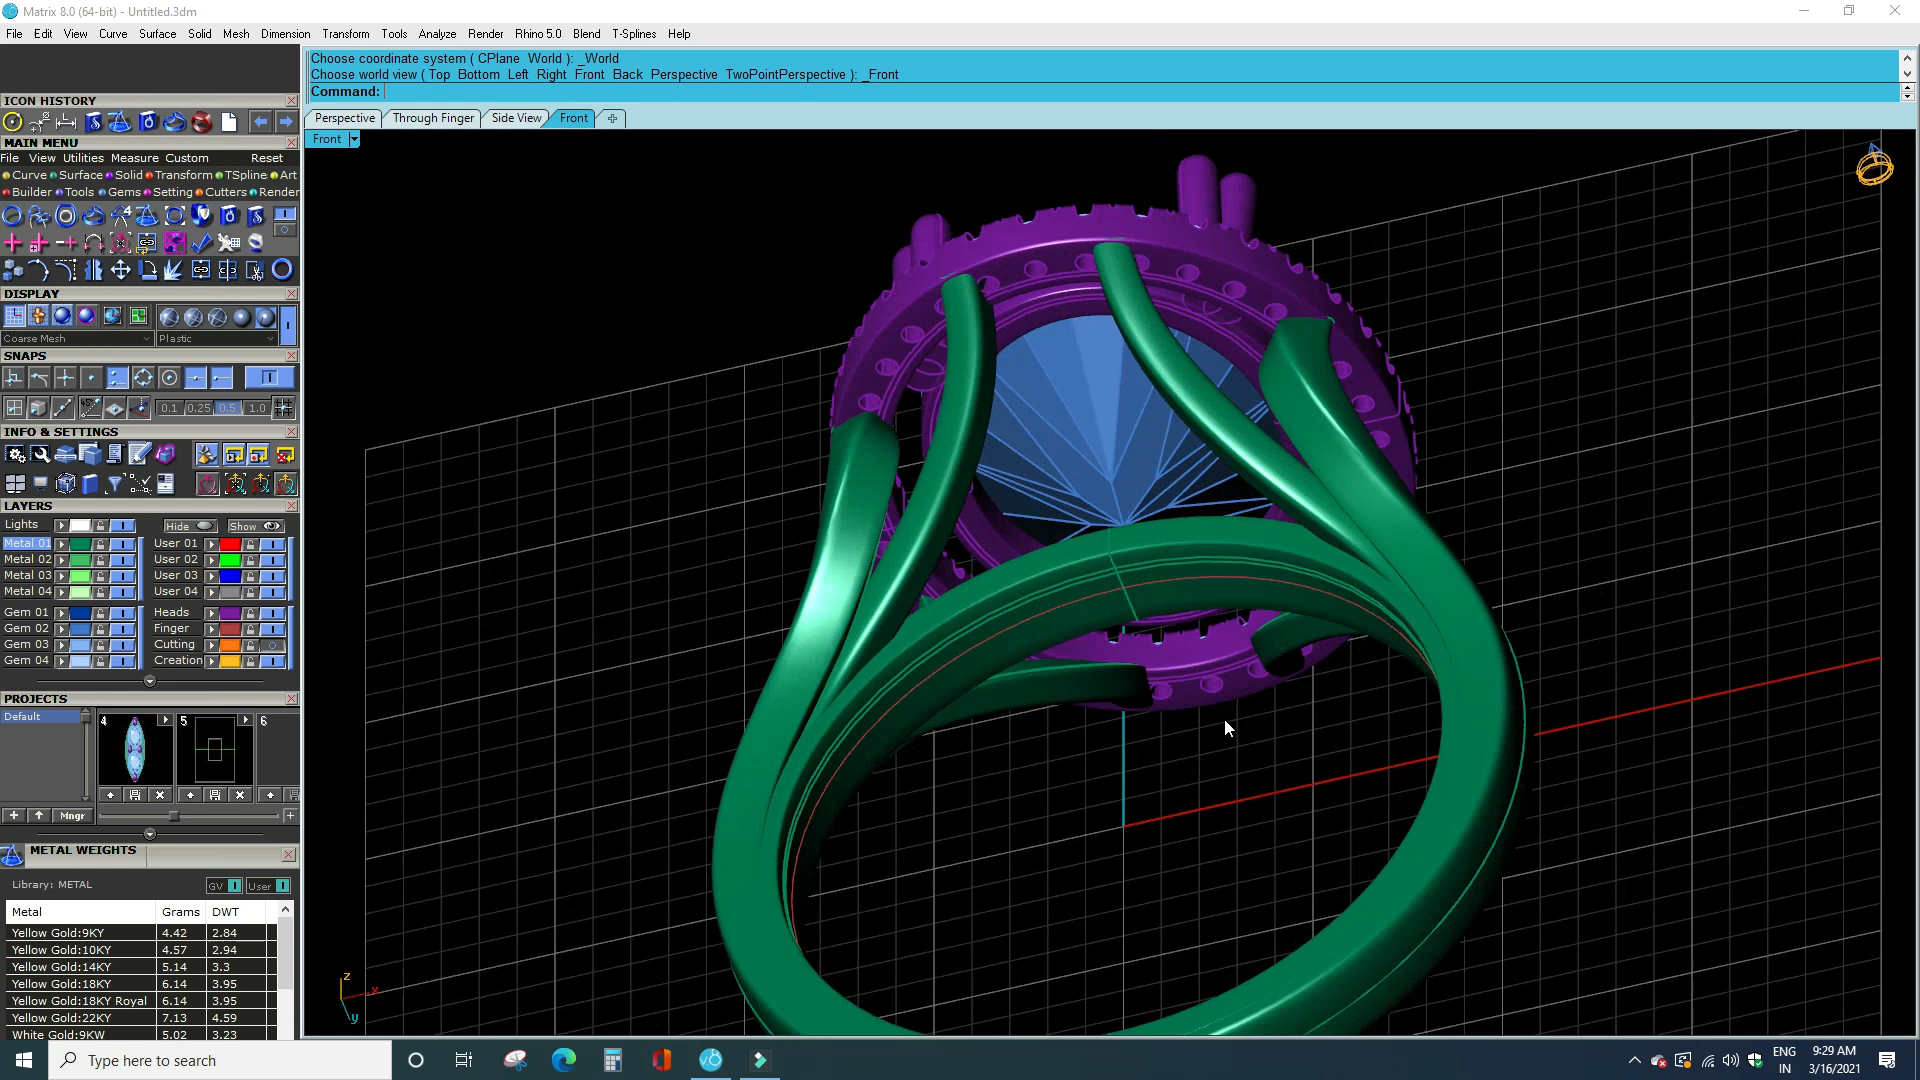 Matrix 8.0 (64-bit) - Untitled.3dm
File Edit View Curve Surface Solid Mesh Dimension Transform Tools Analyze Render Rhino 5.0 Blend T-Splines Help
Choose coordinate system ( CPlane World ): _World
Choose world view ( Top Bottom Left Right Front Back Perspective TwoPointPerspective ): _Front
Command:
Perspective Through Finger Side View Front
Front
ICON HISTORY
MAIN MENU
File View Utilities Measure Custom Reset
Curve Surface Solid Transform TSpline Art
Builder Tools Gems Setting Cutters Render
DISPLAY
Coarse Mesh Plastic
SNAPS
0.1 0.25 0.5 1.0
INFO & SETTINGS
LAYERS
Lights Hide Show
Metal 01 User 01
Metal 02 User 02
Metal 03 User 03
Metal 04 User 04
Gem 01 Heads
Gem 02 Finger
Gem 03 Cutting
Gem 04 Creation
PROJECTS
Default 4 5 6
Mngr
METAL WEIGHTS
Library: METAL GV User
Metal Grams DWT
Yellow Gold:9KY 4.42 2.84
Yellow Gold:10KY 4.57 2.94
Yellow Gold:14KY 5.14 3.3
Yellow Gold:18KY 6.14 3.95
Yellow Gold:18KY Royal 6.14 3.95
Yellow Gold:22KY 7.13 4.59
White Gold:9KW 5.02 3.23
z
x
y
Type here to search
ENG
IN
9:29 AM
3/16/2021